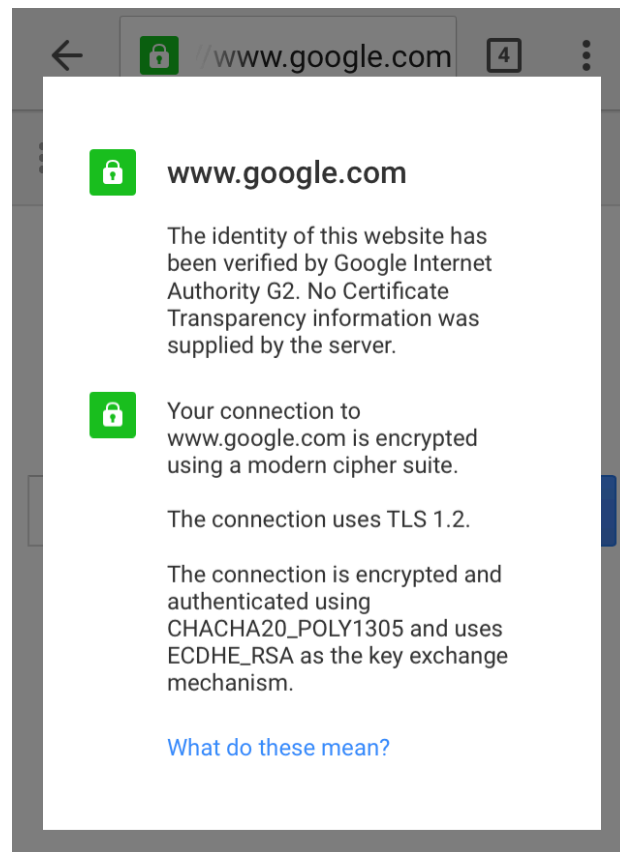 //www.google.com
4
www.google.com
The identity of this website has
been verified by Google Internet
Authority G2. No Certificate
Transparency information was
supplied by the server.
Your connection to
www.google.com is encrypted
using a modern cipher suite.
The connection uses TLS 1.2.
The connection is encrypted and
authenticated using
CHACHA20_POLY1305 and uses
ECDHE_RSA as the key exchange
mechanism.
What do these mean?